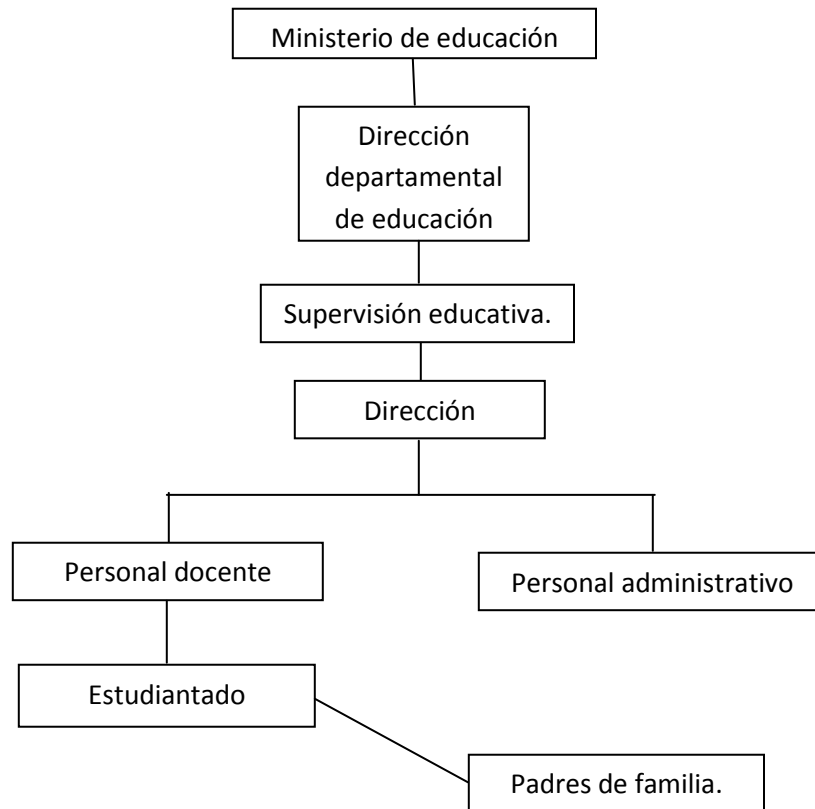 Ministerio de educación
Dirección
departamental
de educación
Supervisión educativa.
Dirección
Personal docente
Personal administrativo
Estudiantado
Padres de familia.